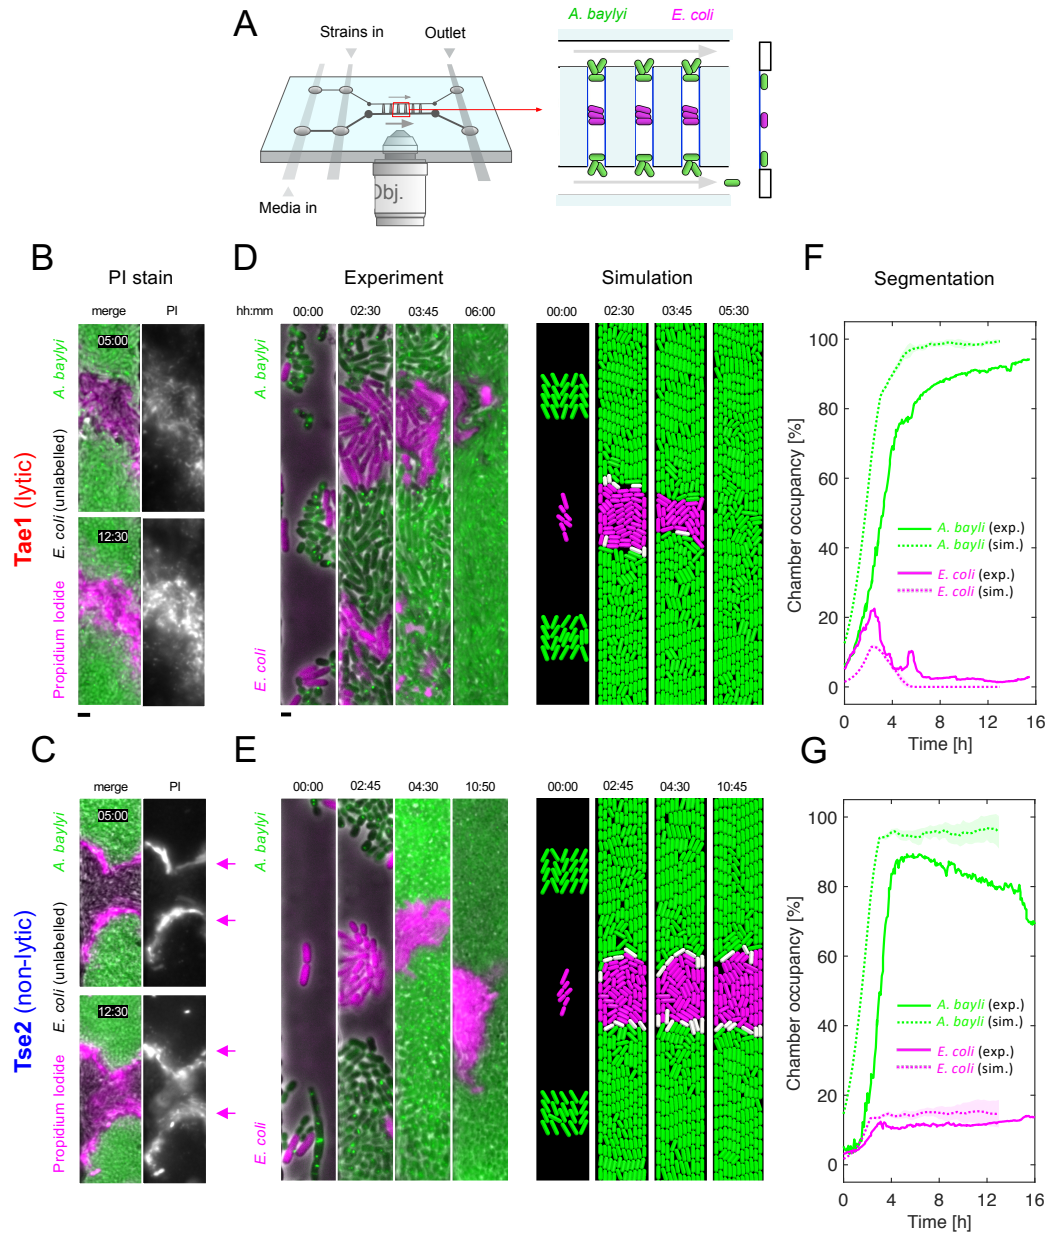 A
Strains in
Outlet
Obj.
Media in
A. baylyi
E. coli
B
PI stain
merge
PI
05:00
12:30
A. baylyi
E. coli (unlabelled)
Propidium Iodide
Tae1 (lytic)
D
Experiment
Simulation
hh:mm
00:00
02:30
03:45
06:00
00:00
02:30
03:45
05:30
A. baylyi
E. coli
F
Segmentation
100
80
60
40
20
0
Chamber occupancy [%]
A. bayli (exp.)
A. bayli (sim.)
E. coli (exp.)
E. coli (sim.)
0
4
8
12
16
Time [h]
C
merge
PI
05:00
12:30
A. baylyi
E. coli (unlabelled)
Propidium Iodide
Tse2 (non-lytic)
E
00:00
02:45
04:30
10:50
00:00
02:45
04:30
10:45
A. baylyi
E. coli
G
100
80
60
40
20
0
Chamber occupancy [%]
A. bayli (exp.)
A. bayli (sim.)
E. coli (exp.)
E. coli (sim.)
0
4
8
12
16
Time [h]